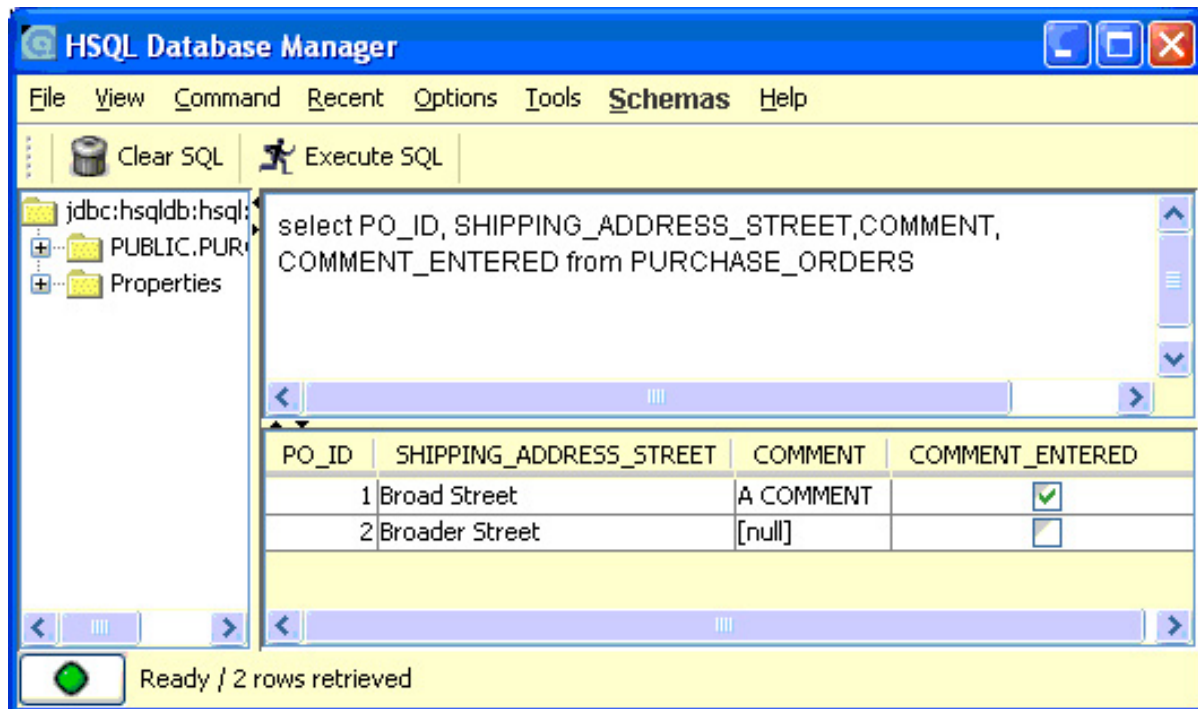 HSQL Database Manager
File View Command Recent Options Tools Schemas Help
Clear SQL Execute SQL
jdbc:hsqldb:hsql:
PUBLIC.PUR
Properties
select PO_ID, SHIPPING_ADDRESS_STREET,COMMENT,
COMMENT_ENTERED from PURCHASE_ORDERS
PO_ID SHIPPING_ADDRESS_STREET COMMENT COMMENT_ENTERED
1 Broad Street A COMMENT
2 Broader Street [null]
Ready / 2 rows retrieved